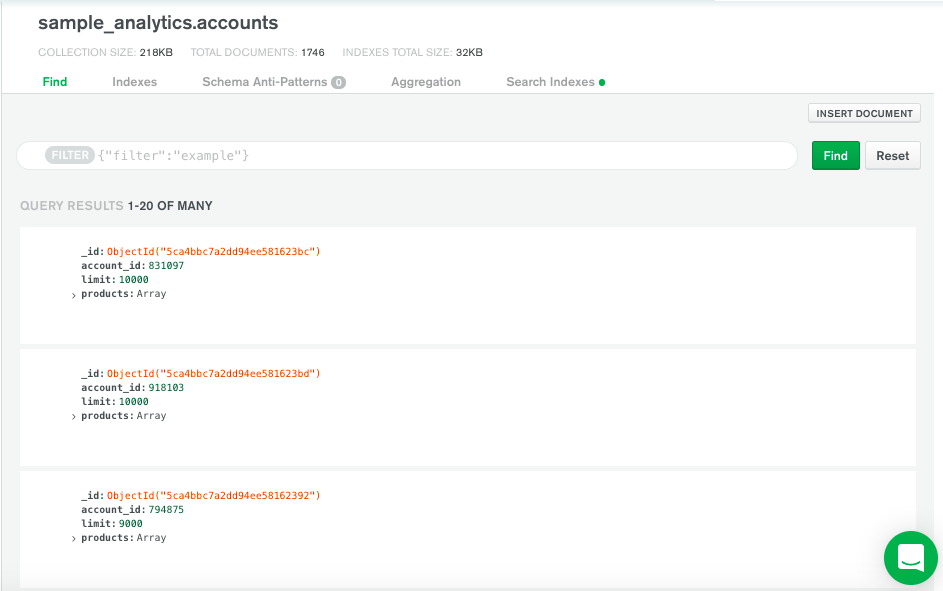 sample_analytics.accounts
COLLECTION SIZE: 218KB TOTAL DOCUMENTS: 1746 INDEXES TOTAL SIZE: 32KB
Find Indexes Schema Anti-Patterns 0 Aggregation Search Indexes
INSERT DOCUMENT
FILTER {"filter":"example"} Find Reset
QUERY RESULTS 1-20 OF MANY
_id: ObjectId("5ca4bbc7a2dd94ee581623bc")
account_id: 831097
limit: 10000
products: Array
_id: ObjectId("5ca4bbc7a2dd94ee581623bd")
account_id: 918103
limit: 10000
products: Array
_id: ObjectId("5ca4bbc7a2dd94ee58162392")
account_id: 794875
limit: 9000
products: Array